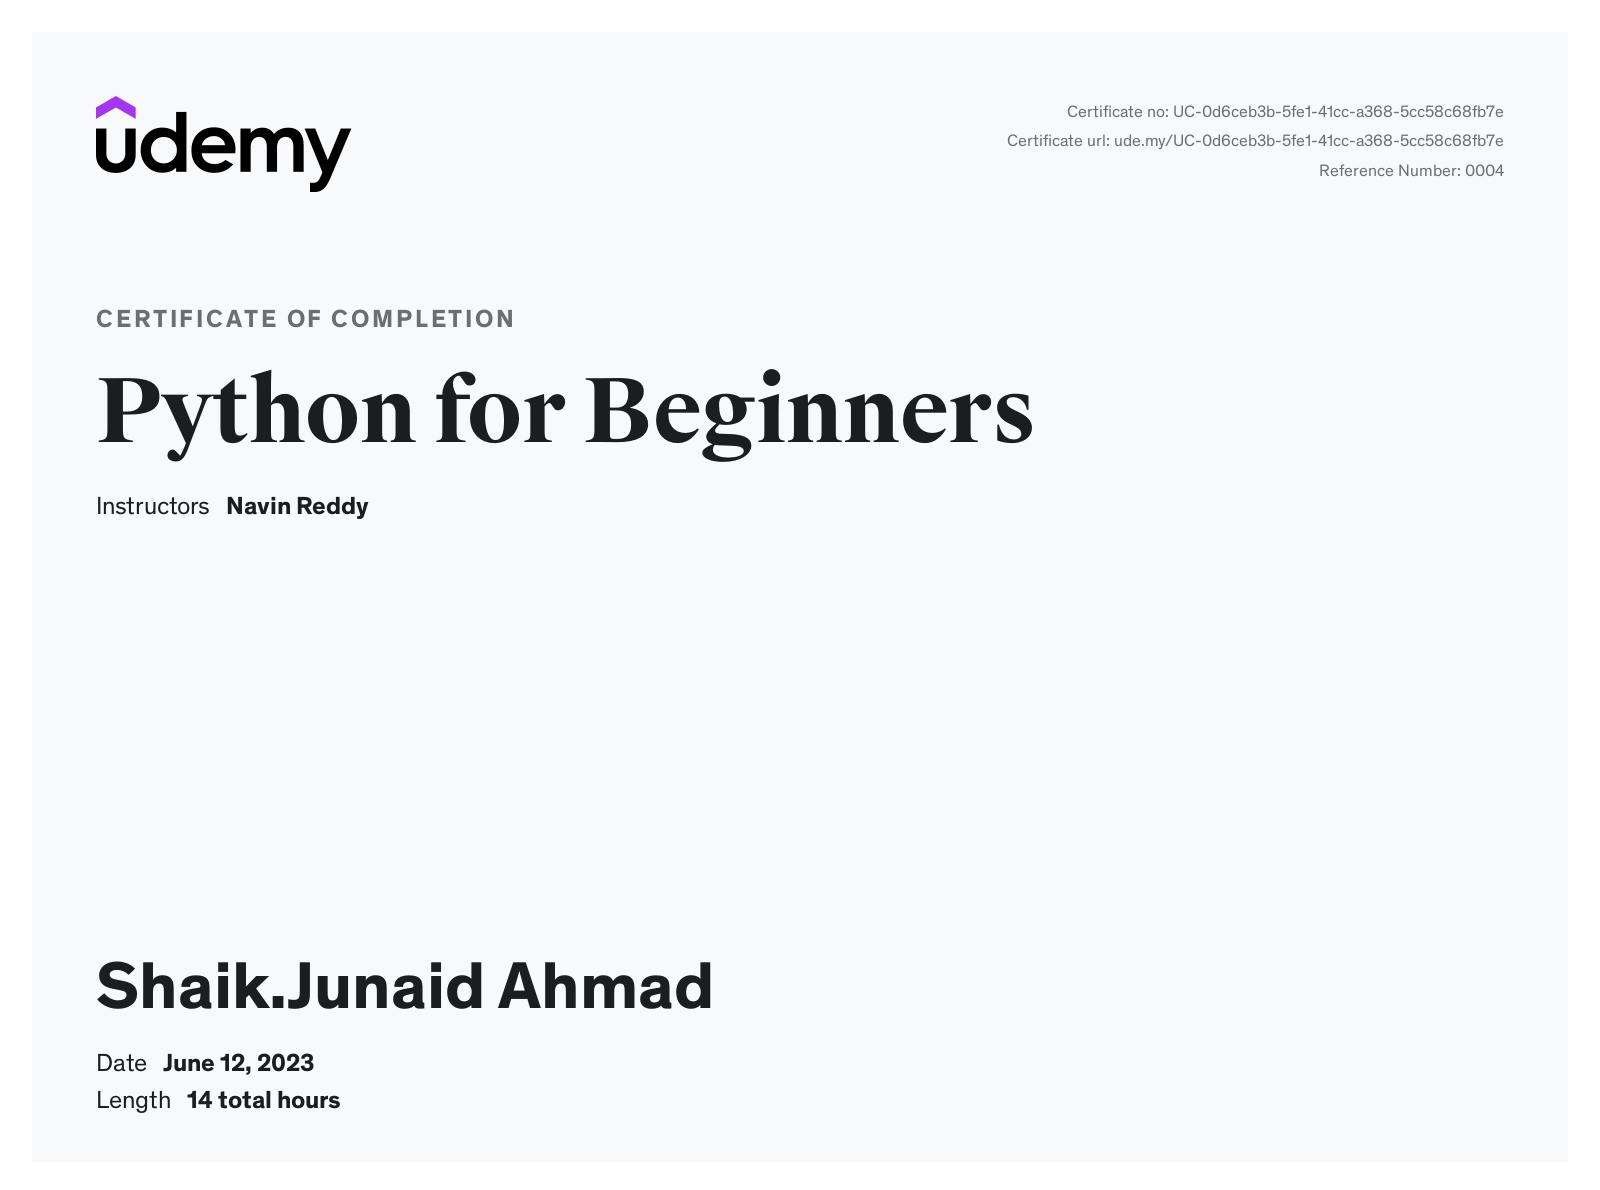 udemy
Certificate no: UC-0d6ceb3b-5fe1-41cc-a368-5cc58c68fb7e
Certificate url: ude.my/UC-0d6ceb3b-5fe1-41cc-a368-5cc58c68fb7e
Reference Number: 0004
CERTIFICATE OF COMPLETION
Python for Beginners
Instructors Navin Reddy
Shaik.Junaid Ahmad
Date June 12, 2023
Length 14 total hours